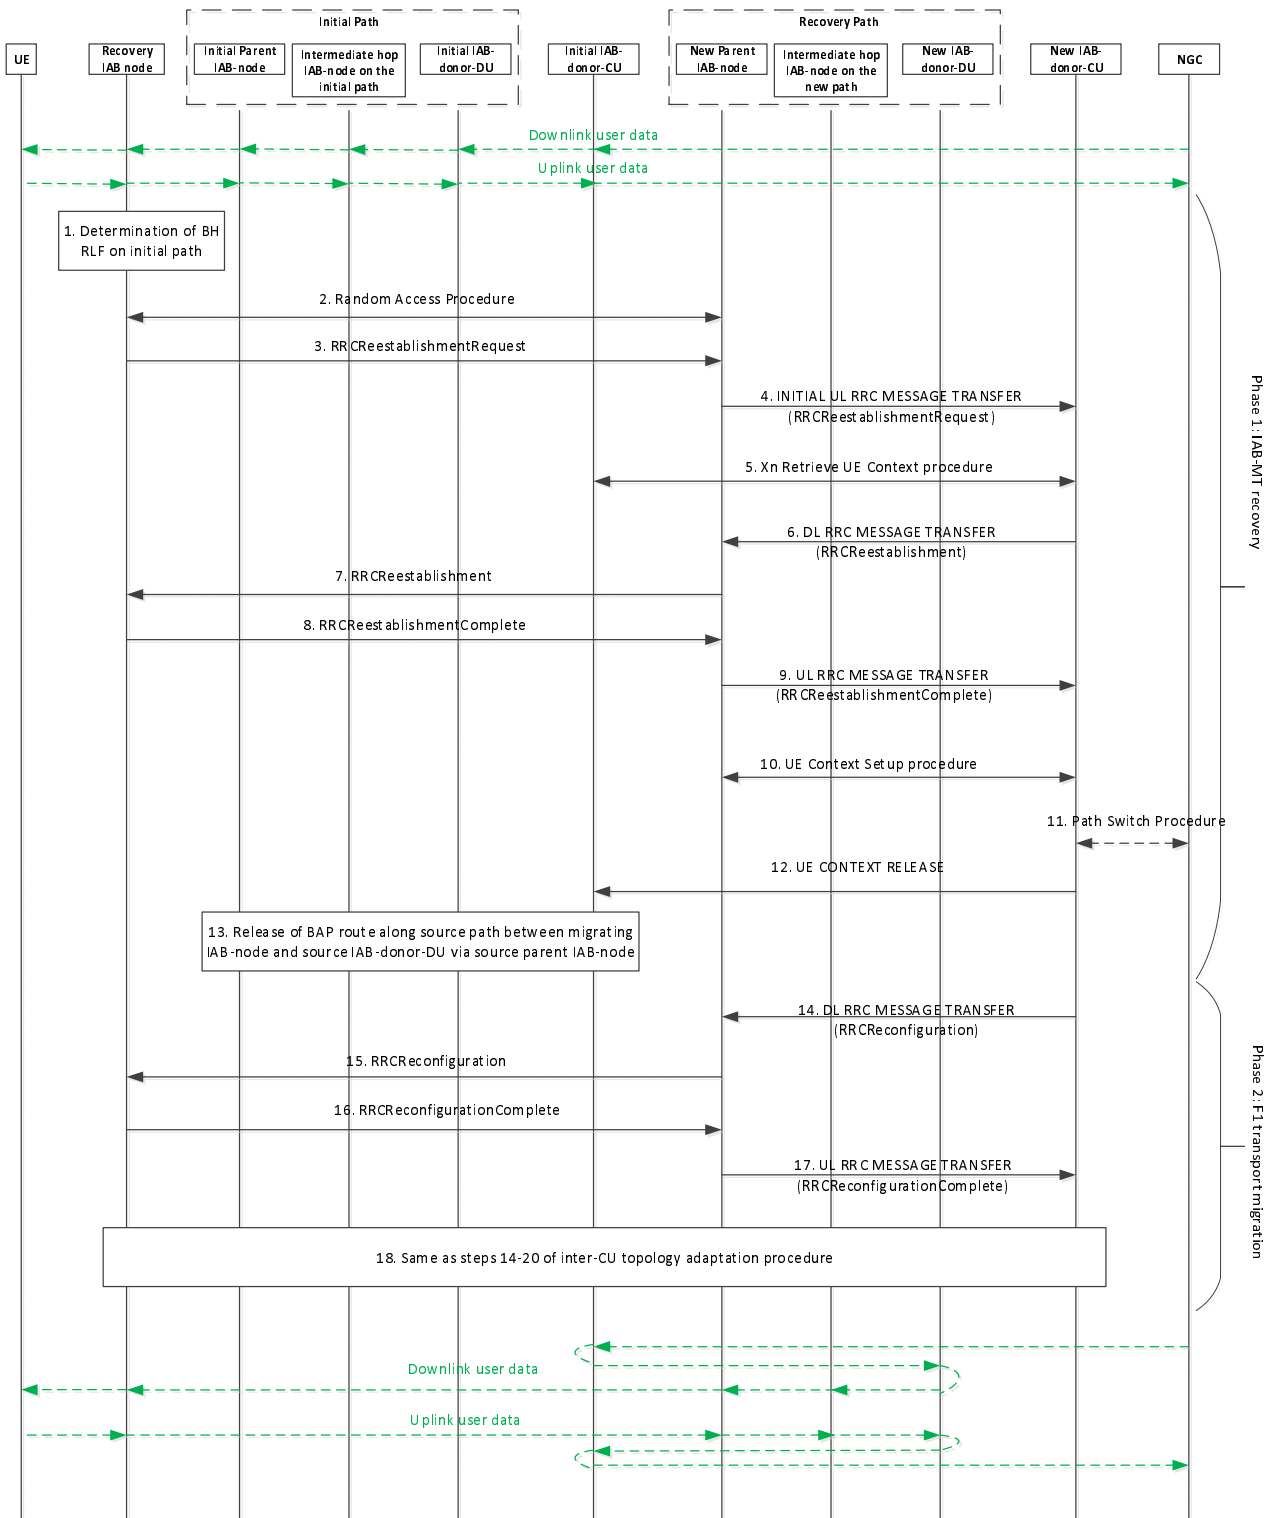 Initial Path
Recovery Path
UE
Recovery
IAB node
Initial Parent
IAB-node
Intermediate hop
IAB-node on the
initial path
Initial IAB-
donor-DU
Initial IAB-
donor-CU
New Parent
IAB-node
Intermediate hop
IAB-node on the
new path
New IAB-
donor-DU
New IAB-
donor-CU
NGC
Downlink user data
Uplink user data
1. Determination of BH
RLF on initial path
2. Random Access Procedure
3. RRCReestablishmentRequest
4. INITIAL UL RRC MESSAGE TRANSFER
(RRCReestablishmentRequest)
5. Xn Retrieve UE Context procedure
6. DL RRC MESSAGE TRANSFER
(RRCReestablishment)
7. RRCReestablishment
8. RRCReestablishmentComplete
9. UL RRC MESSAGE TRANSFER
(RRCReestablishmentComplete)
10. UE Context Setup procedure
11. Path Switch Procedure
12. UE CONTEXT RELEASE
13. Release of BAP route along source path between migrating
IAB-node and source IAB-donor-DU via source parent IAB-node
Phase 1: IAB-MT recovery
14. DL RRC MESSAGE TRANSFER
(RRCReconfiguration)
15. RRCReconfiguration
16. RRCReconfigurationComplete
17. UL RRC MESSAGE TRANSFER
(RRCReconfigurationComplete)
18. Same as steps 14-20 of inter-CU topology adaptation procedure
Phase 2: F1 transport migration
Downlink user data
Uplink user data